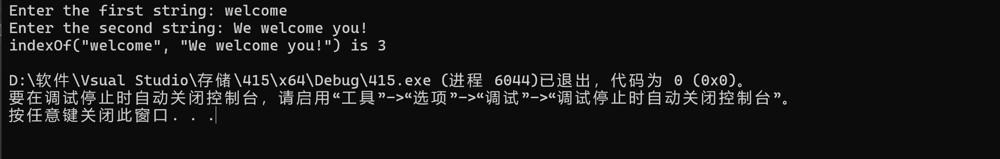 Enter the first string: welcome
Enter the second string: We welcome you!
indexOf("welcome", "We welcome you!") is 3
D:\软件\Vsual Studio\存储\415\x64\Debug\415.exe (进程 6044)已退出，代码为 0 (0x0)。
要在调试停止时自动关闭控制台，请启用“工具”->“选项”->“调试”->“调试停止时自动关闭控制台”。
按任意键关闭此窗口. . .